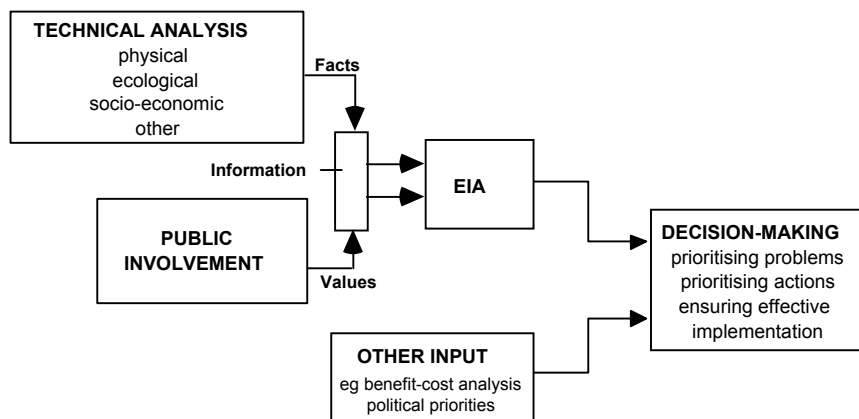 TECHNICAL ANALYSIS
physical
ecological
socio-economic
other
Facts
Information
EIA
PUBLIC
INVOLVEMENT
Values
DECISION-MAKING
prioritising problems
prioritising actions
ensuring effective
implementation
OTHER INPUT
eg benefit-cost analysis
political priorities